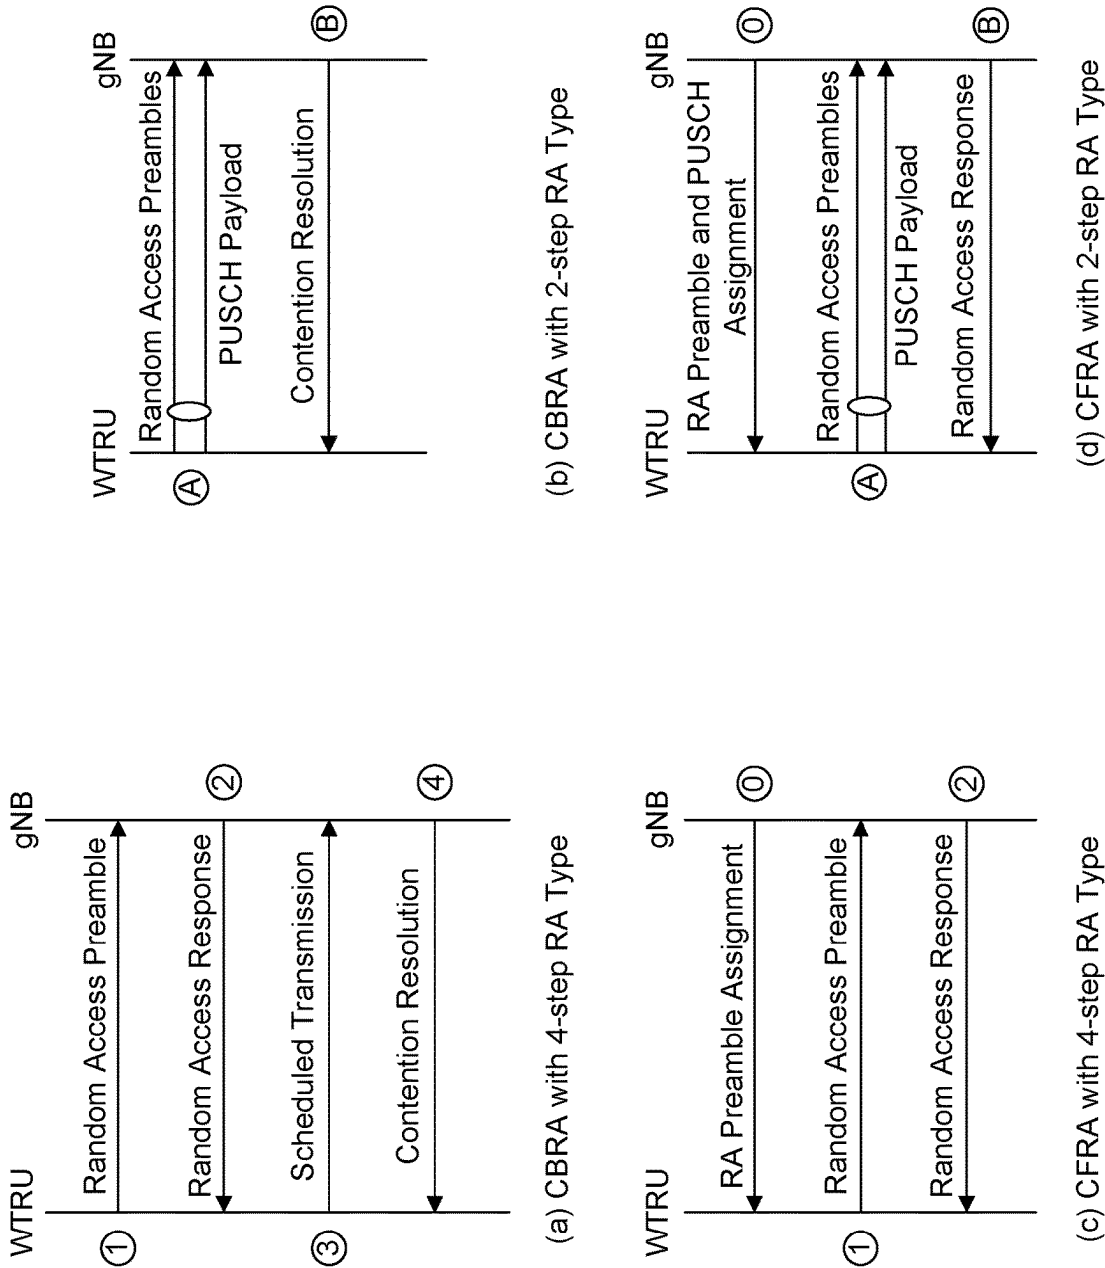 WTRU
gNB
Random Access Preamble
①
Random Access Response
②
Scheduled Transmission
③
Contention Resolution
④
(a) CBRA with 4-step RA Type
WTRU
gNB
Random Access Preambles
Ⓐ
PUSCH Payload
Contention Resolution
Ⓑ
(b) CBRA with 2-step RA Type
WTRU
gNB
RA Preamble Assignment
⓪
Random Access Preamble
①
Random Access Response
②
(c) CFRA with 4-step RA Type
WTRU
gNB
RA Preamble and PUSCH
Assignment
⓪
Random Access Preambles
Ⓐ
PUSCH Payload
Random Access Response
Ⓑ
(d) CFRA with 2-step RA Type